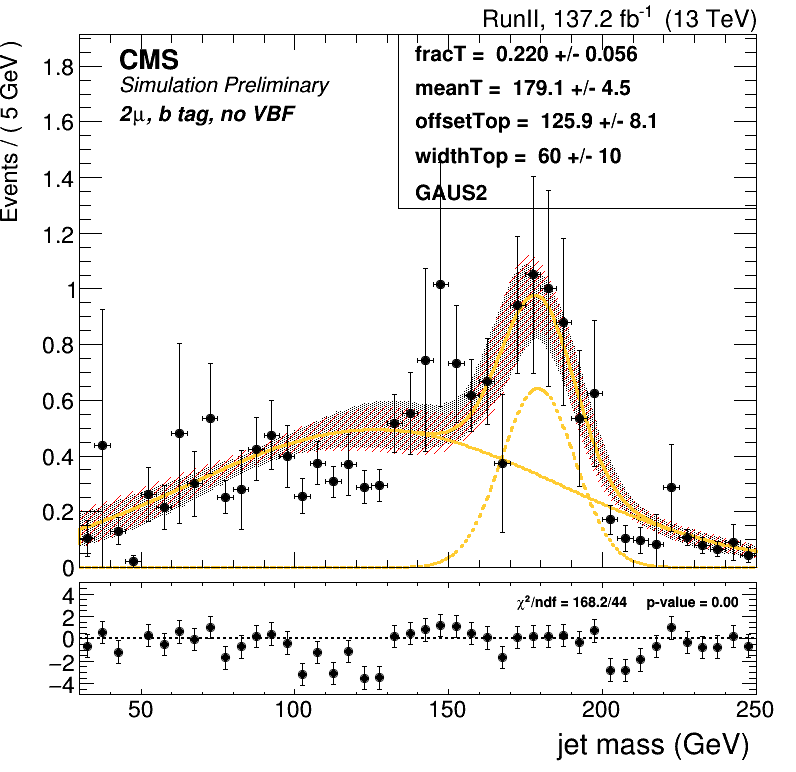 RunII, 137.2 fb-1 (13 TeV)
CMS
Simulation Preliminary
2μ, b tag, no VBF
fracT = 0.220 +/- 0.056
meanT = 179.1 +/- 4.5
offsetTop = 125.9 +/- 8.1
widthTop = 60 +/- 10
GAUS2
Events / ( 5 GeV )
1.8
1.6
1.4
1.2
1
0.8
0.6
0.4
0.2
0
χ²/ndf = 168.2/44 p-value = 0.00
4
2
0
−2
−4
50 100 150 200 250
jet mass (GeV)